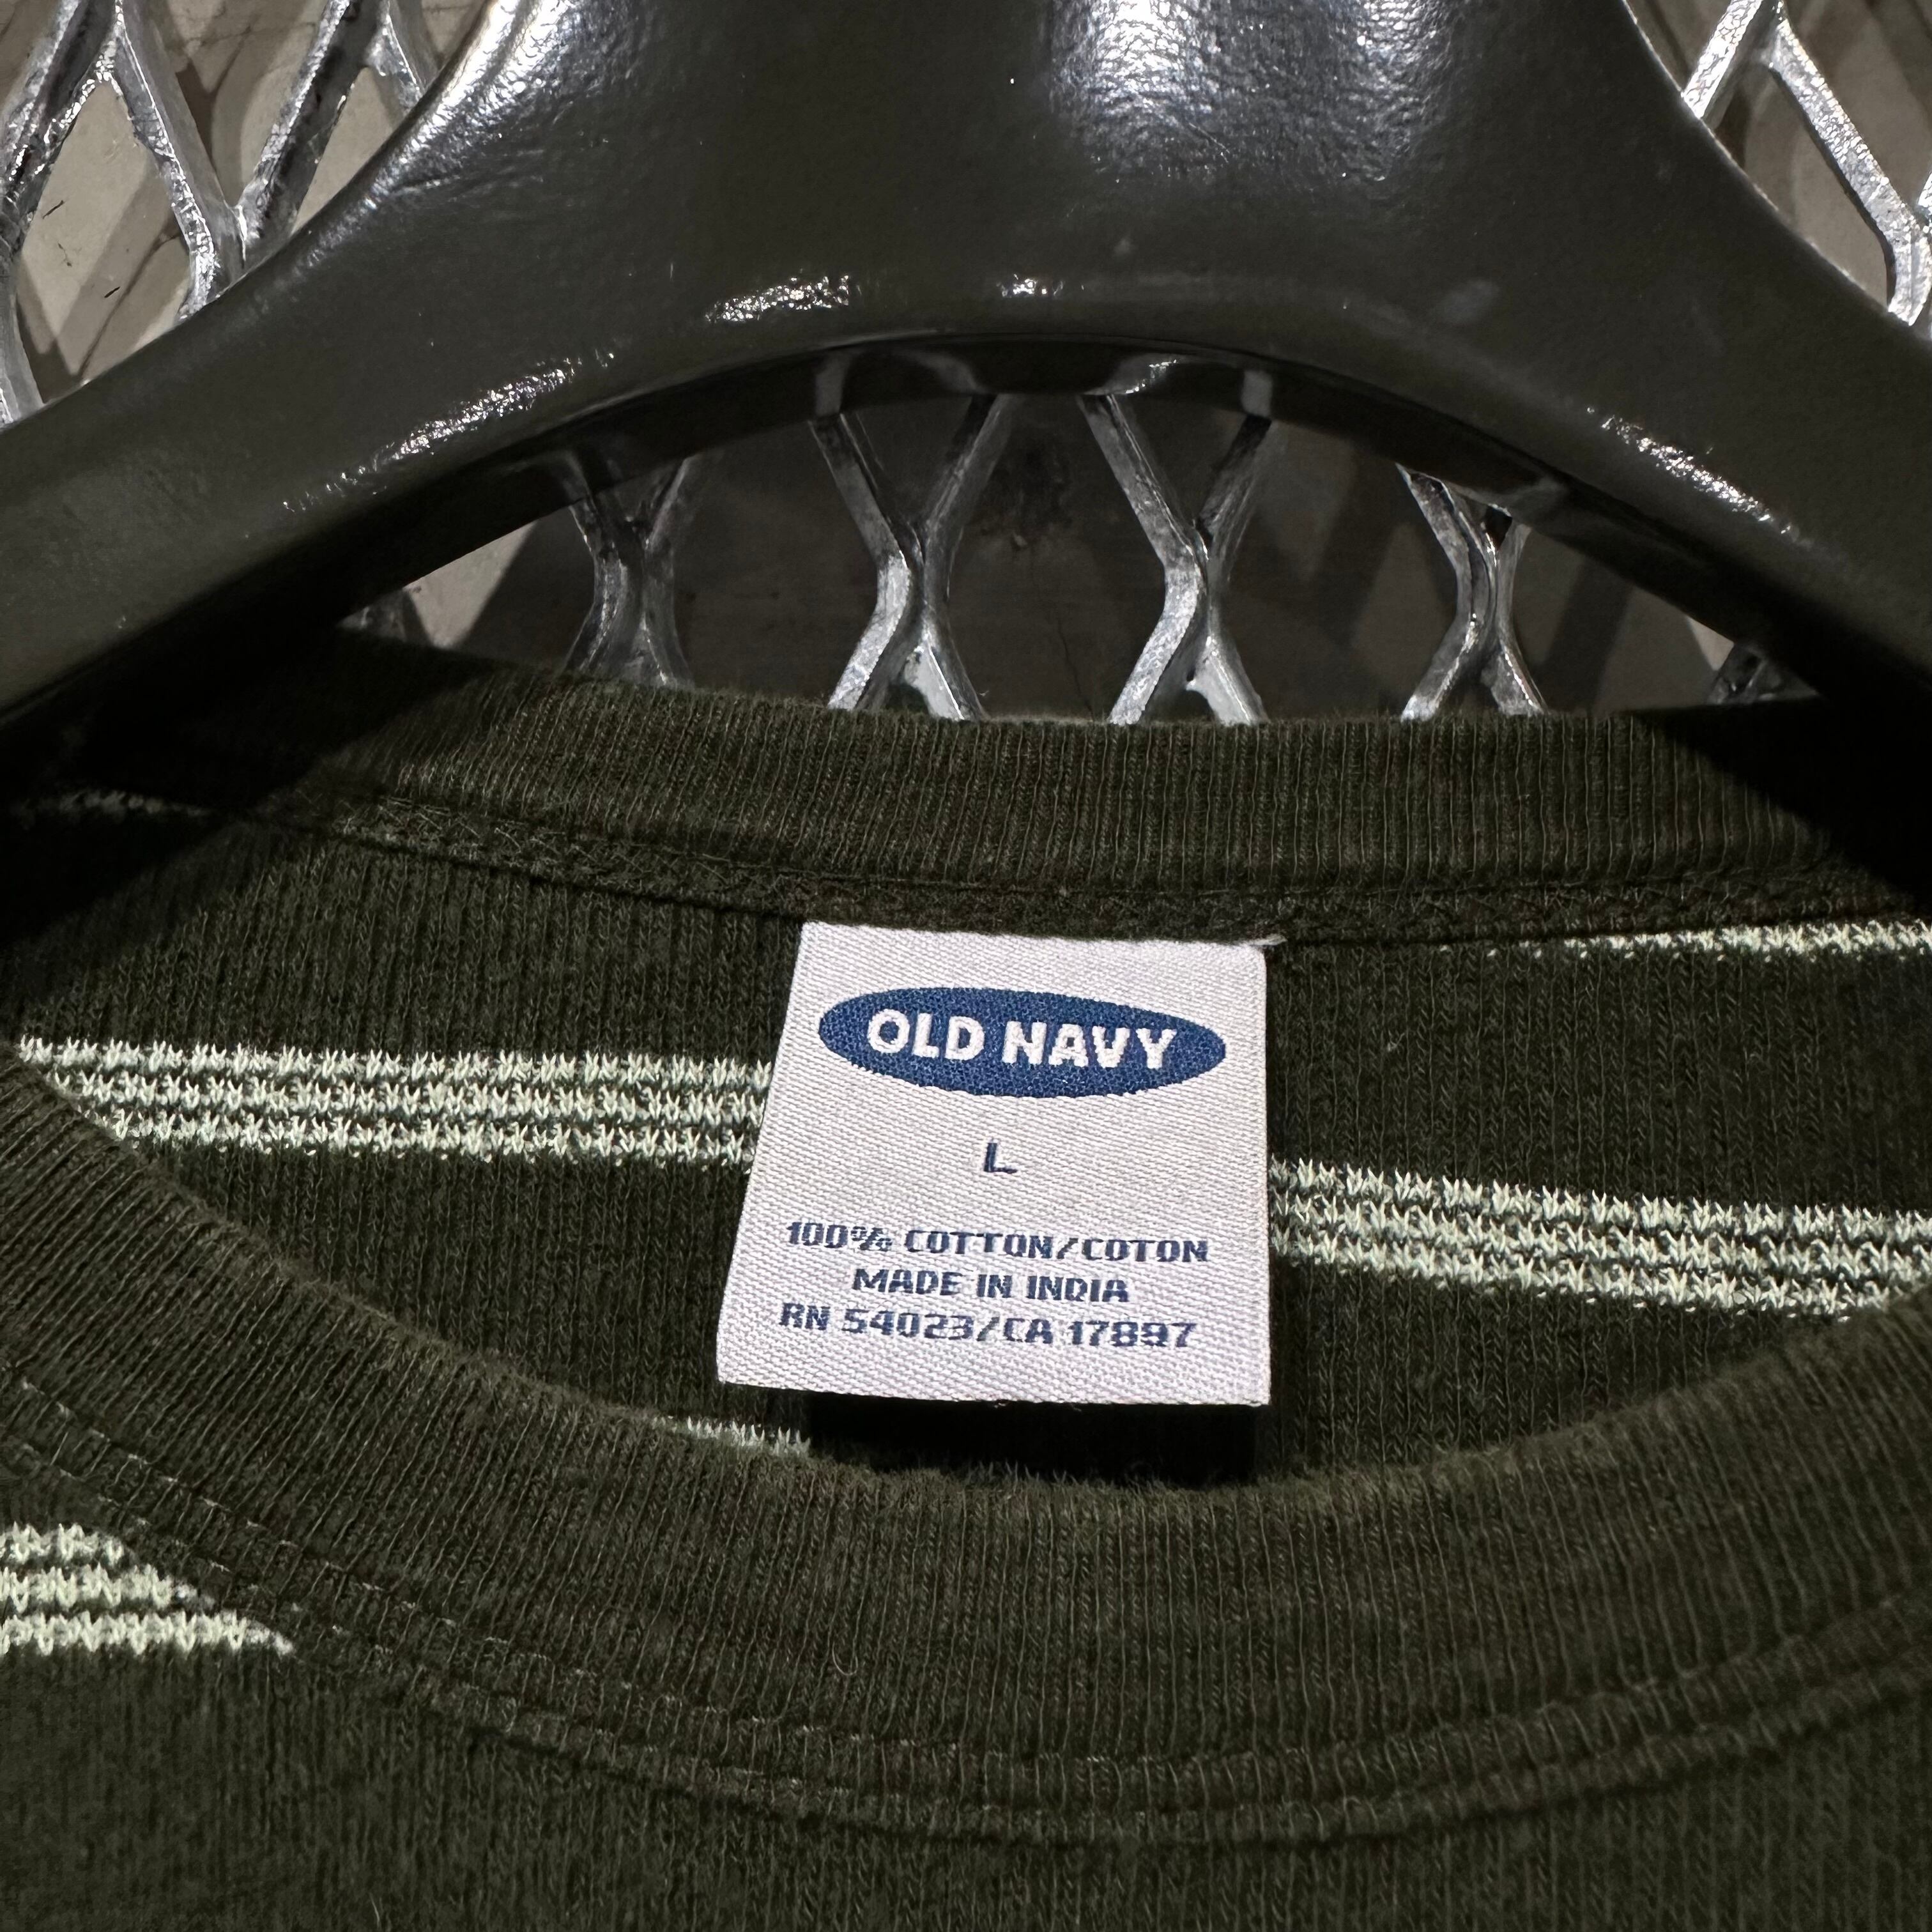 OLD NAVY
L
100% COTTON/COTON
MADE IN INDIA
RN 54023/CA 17897